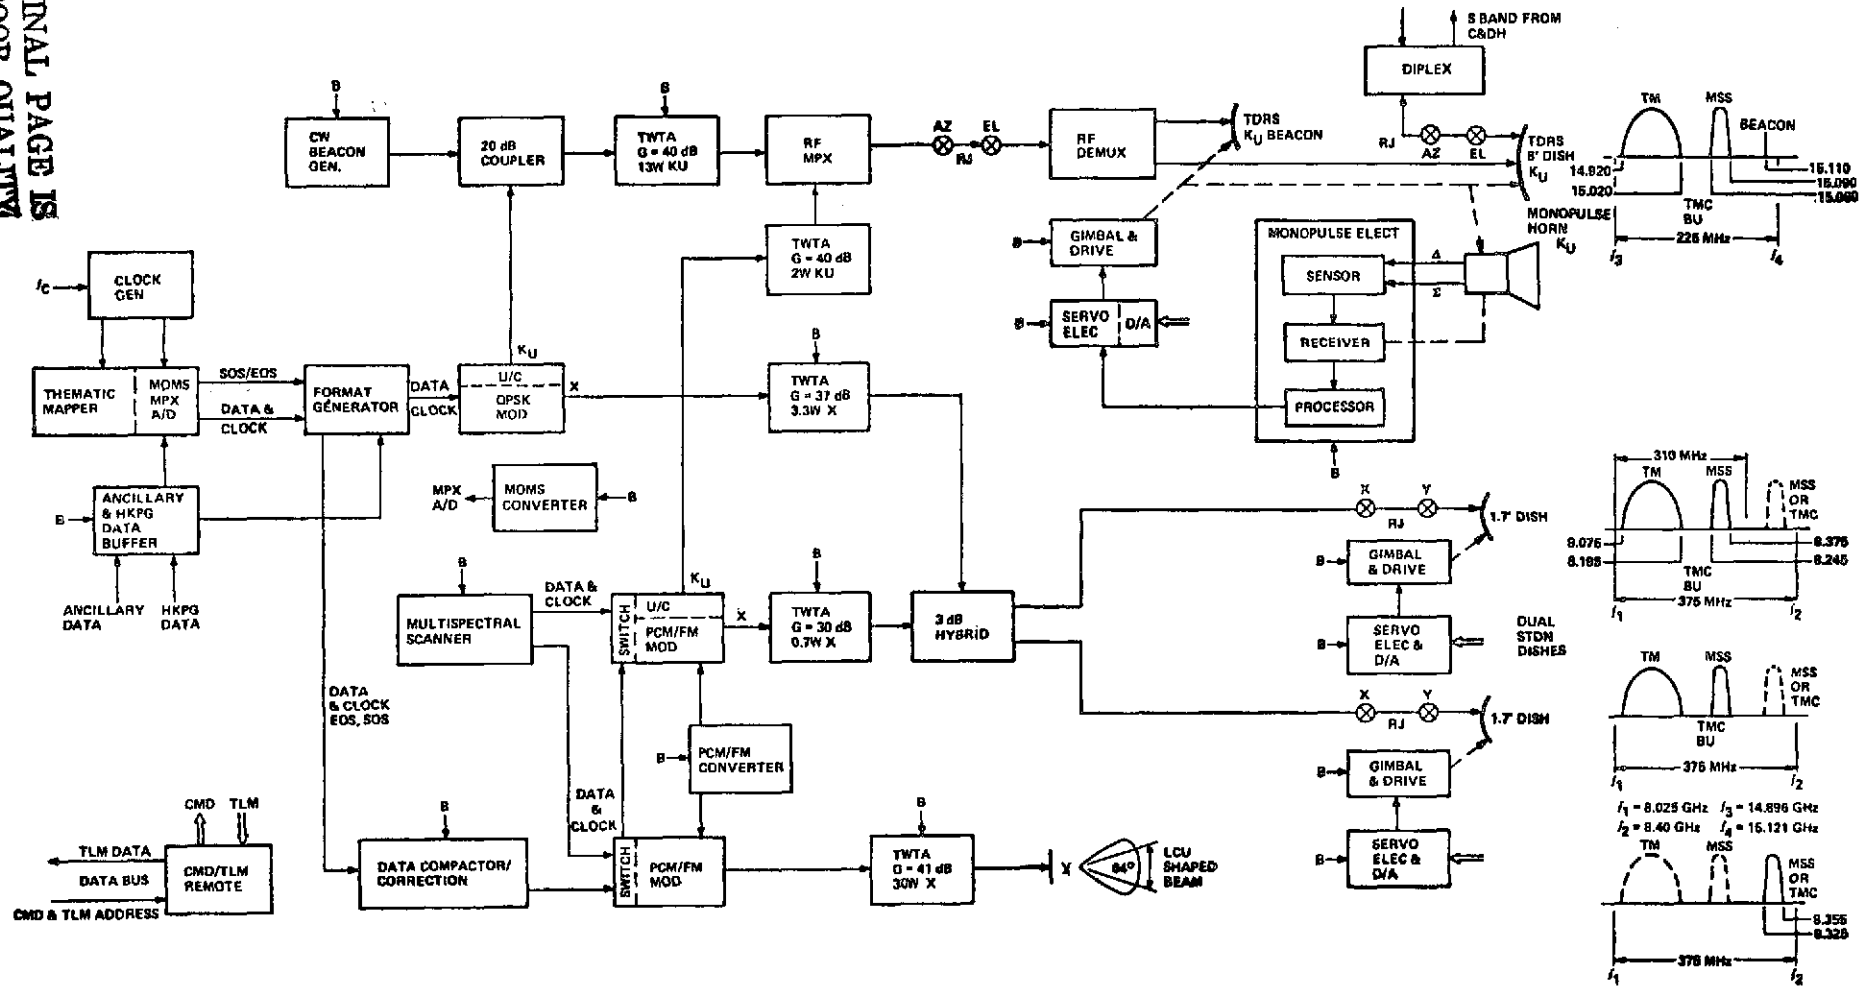 INAL PAGE IS
POOR QUALITY
S BAND FROM
C&DH
DIPLEX
B
CW
BEACON
GEN.
20 dB
COUPLER
B
TWTA
G = 40 dB
13W KU
RF
MPX
AZ
EL
RJ
RF
DEMUX
TDRS
KU BEACON
RJ
AZ
EL
TDRS
8' DISH
KU
MONOPULSE
HORN
KU
TM
MSS
BEACON
14.920
15.020
15.110
15.090
15.060
TMC
BU
225 MHz
f3
f4
TWTA
G = 40 dB
2W KU
B
GIMBAL &
DRIVE
B
SERVO
ELEC
D/A
MONOPULSE ELECT
SENSOR
RECEIVER
PROCESSOR
Δ
Σ
B
fC
CLOCK
GEN
THEMATIC
MAPPER
MOMS
MPX
A/D
SOS/EOS
DATA &
CLOCK
FORMAT
GENERATOR
DATA
CLOCK
KU
U/C
QPSK
MOD
X
B
TWTA
G = 37 dB
3.3W X
B
ANCILLARY
& HKPG
DATA
BUFFER
ANCILLARY
DATA
HKPG
DATA
MPX
A/D
MOMS
CONVERTER
B
B
MULTISPECTRAL
SCANNER
DATA &
CLOCK
KU
SWITCH
U/C
PCM/FM
MOD
X
B
TWTA
G = 30 dB
0.7W X
3 dB
HYBRID
X
Y
RJ
1.7' DISH
B
GIMBAL
& DRIVE
B
SERVO
ELEC &
D/A
DUAL
STDN
DISHES
X
Y
RJ
1.7' DISH
B
GIMBAL
& DRIVE
B
SERVO
ELEC &
D/A
310 MHz
TM
MSS
MSS
OR
TMC
8.075
8.195
8.375
8.245
TMC
BU
375 MHz
f1
f2
TM
MSS
MSS
OR
TMC
TMC
BU
375 MHz
f1
f2
f1 = 8.025 GHz f3 = 14.896 GHz
f2 = 8.40 GHz f4 = 15.121 GHz
TM
MSS
MSS
OR
TMC
8.355
8.325
375 MHz
f1
f2
DATA
& CLOCK
EOS, SOS
B
PCM/FM
CONVERTER
DATA
&
CLOCK
CMD
TLM
TLM DATA
DATA BUS
CMD & TLM ADDRESS
CMD/TLM
REMOTE
B
DATA COMPACTOR/
CORRECTION
SWITCH
PCM/FM
MOD
B
TWTA
G = 41 dB
30W X
X
64°
LCU
SHAPED
BEAM